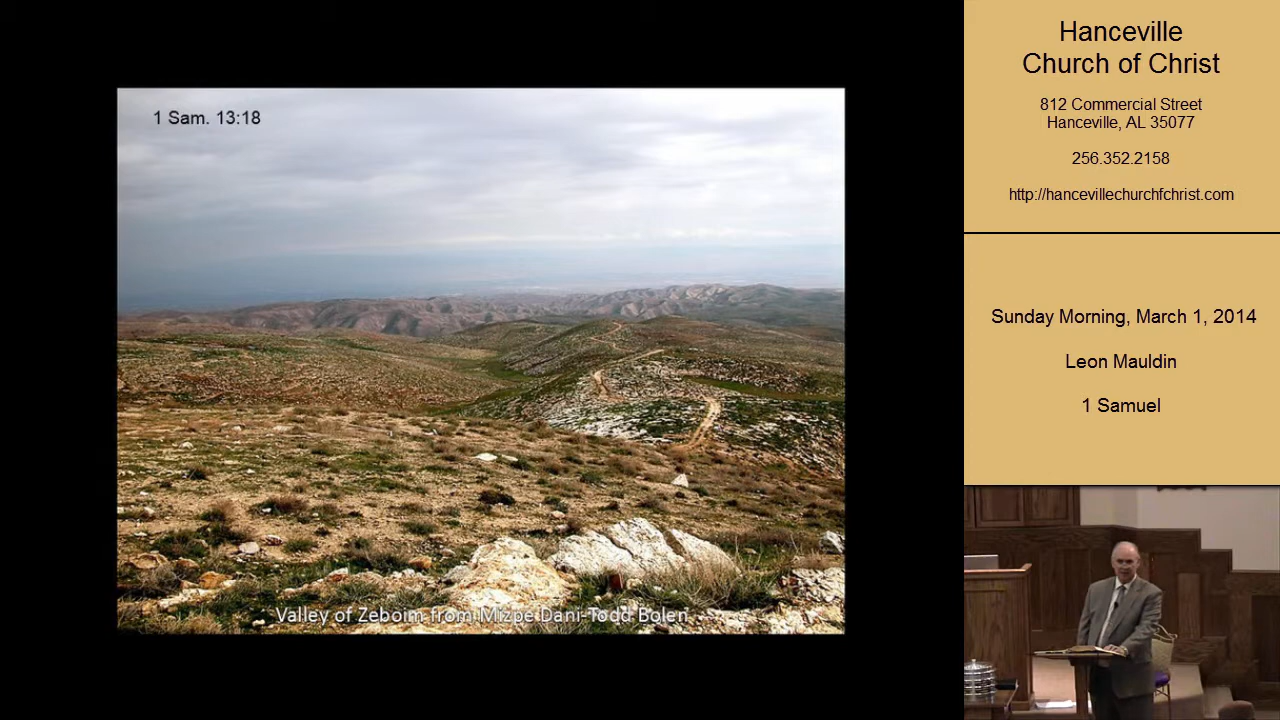 1 Sam. 13:18
Valley of Zeboim from Mizpe Dani-Todd Bolen
Hanceville
Church of Christ
812 Commercial Street
Hanceville, AL 35077
256.352.2158
http://hancevillechurchfchrist.com
Sunday Morning, March 1, 2014
Leon Mauldin
1 Samuel